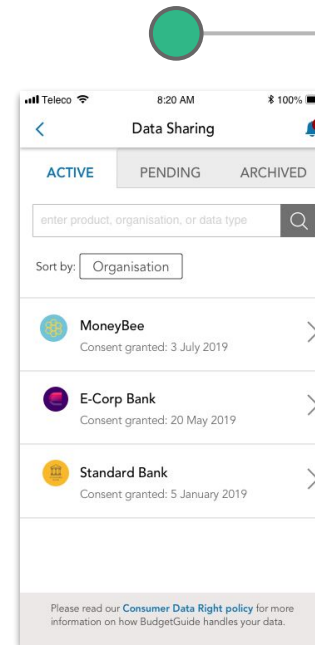 Teleco 8:20 AM 100%
Data Sharing
ACTIVE PENDING ARCHIVED
enter product, organisation, or data type
Sort by: Organisation
MoneyBee
Consent granted: 3 July 2019
E-Corp Bank
Consent granted: 20 May 2019
Standard Bank
Consent granted: 5 January 2019
Please read our Consumer Data Right policy for more
information on how BudgetGuide handles your data.